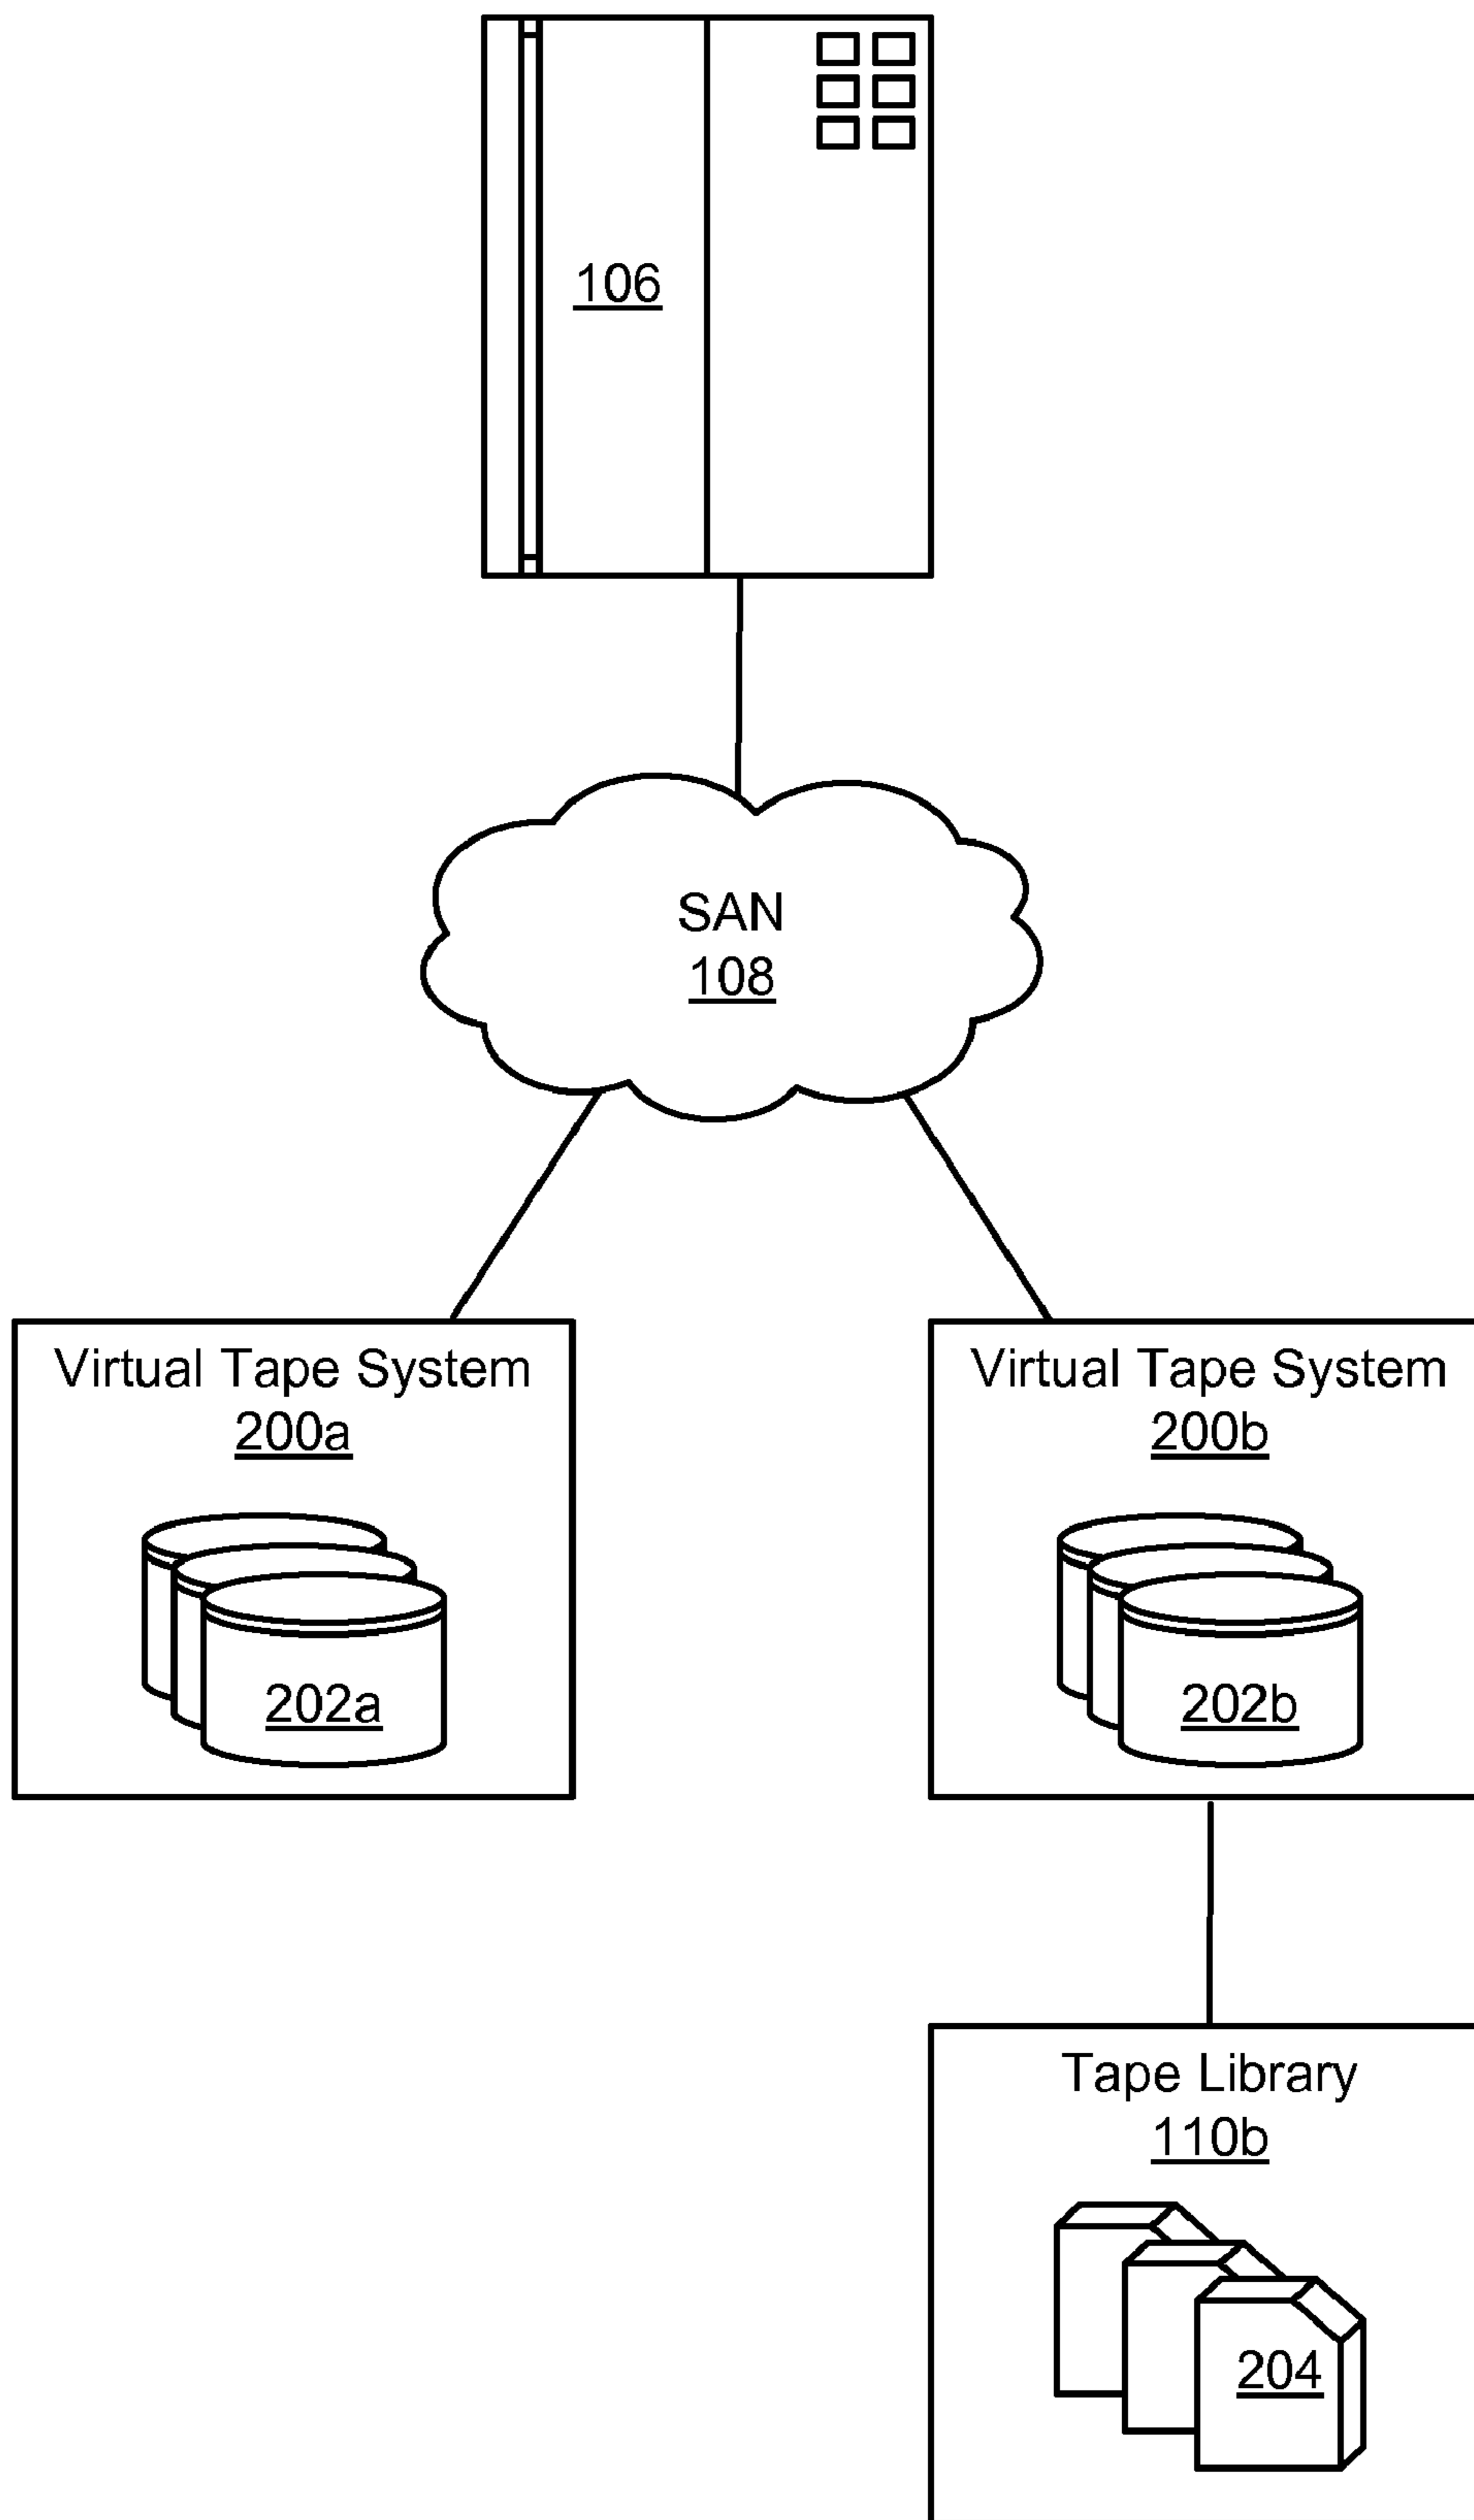 106
SAN
108
Virtual Tape System
200a
Virtual Tape System
200b
202a
202b
Tape Library
110b
204